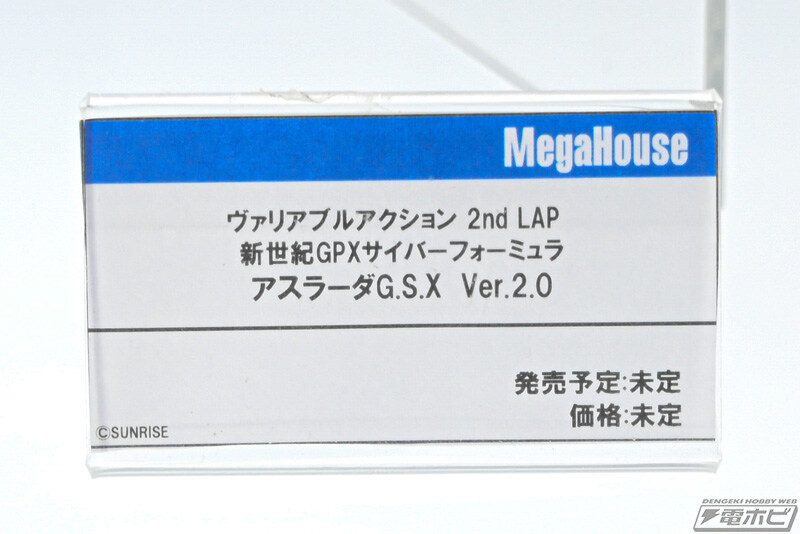 MegaHouse
ヴァリアブルアクション 2nd LAP
新世紀GPXサイバーフォーミュラ
アスラーダG.S.X Ver.2.0
発売予定:未定
価格:未定
©SUNRISE
DENGEKI HOBBY WEB
電ホビ